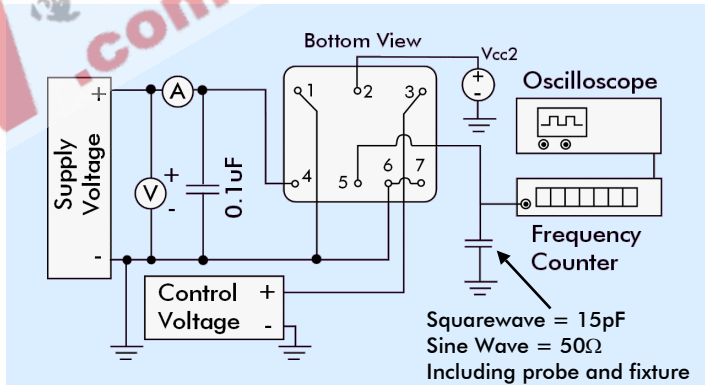 .com
Bottom View
Vcc2
+
-
Oscilloscope
Supply Voltage
+
-
A
V
+
-
0.1uF
1
2
3
4
5
6
7
Frequency
Counter
Control
Voltage
+
-
Squarewave = 15pF
Sine Wave = 50Ω
Including probe and fixture